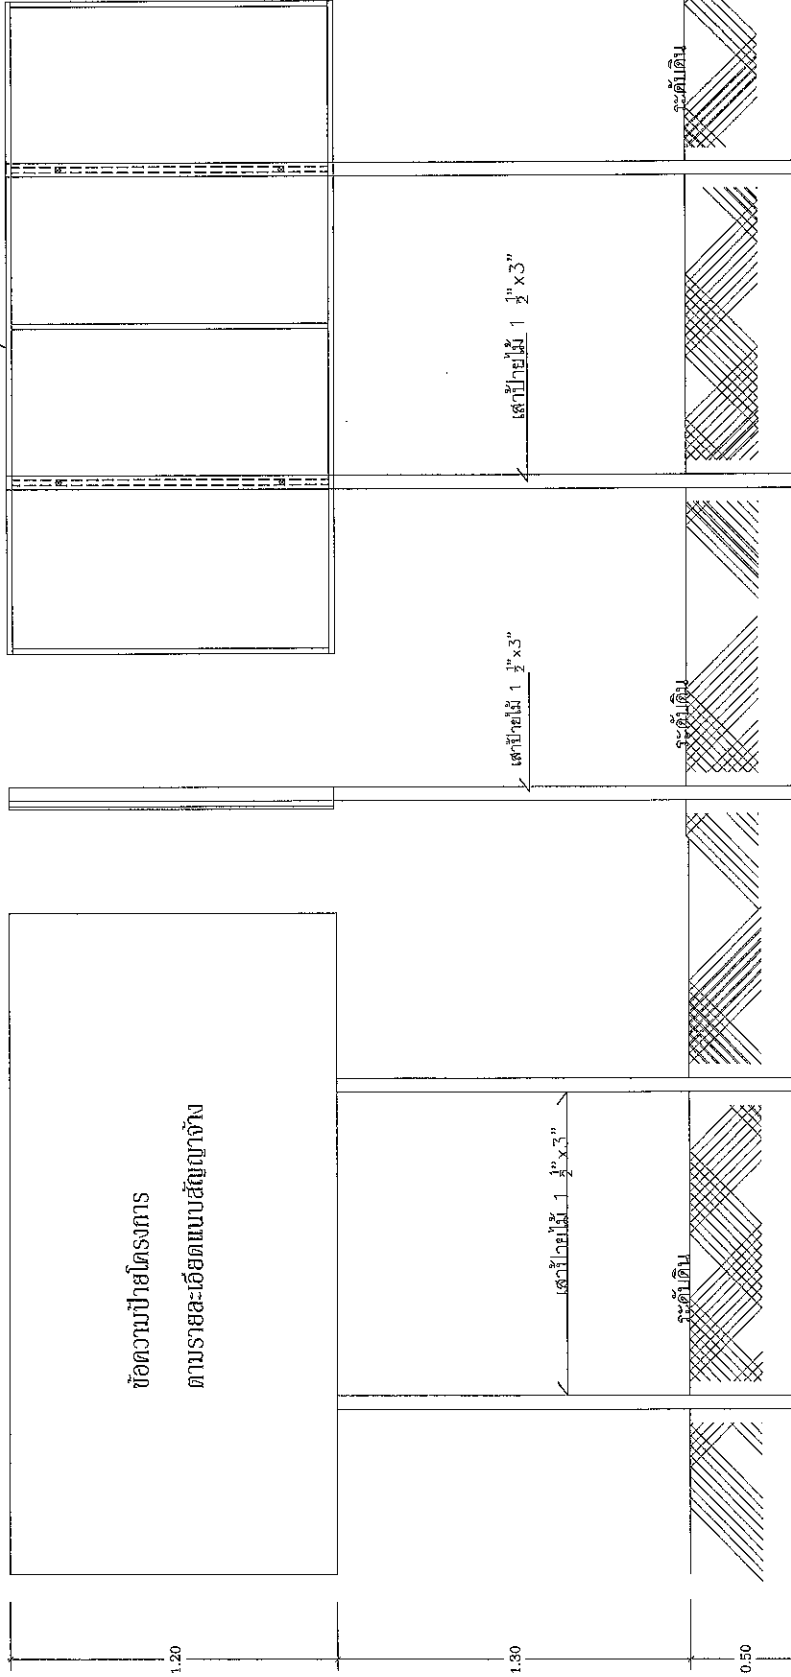 ข้อความป้ายโครงการ
ตามรายละเอียดแนบสัญญาจ้าง
เสาป้ายไม้ 1 1/2"x3"
ระดับดิน
เสาป้ายไม้ 1 1/2"x3"
ระดับดิน
เสาป้ายไม้ 1 1/2"x3"
ระดับดิน
1.20
1.30
0.50